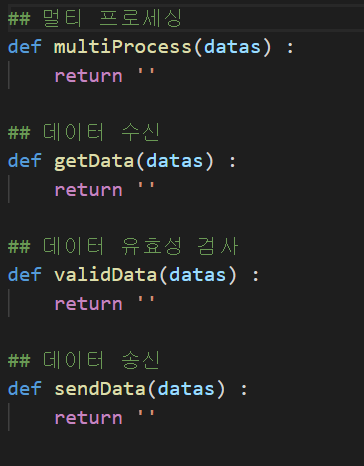 ## 멀티 프로세싱
def multiProcess(datas) :
    return ''
## 데이터 수신
def getData(datas) :
    return ''
## 데이터 유효성 검사
def validData(datas) :
    return ''
## 데이터 송신
def sendData(datas) :
    return ''